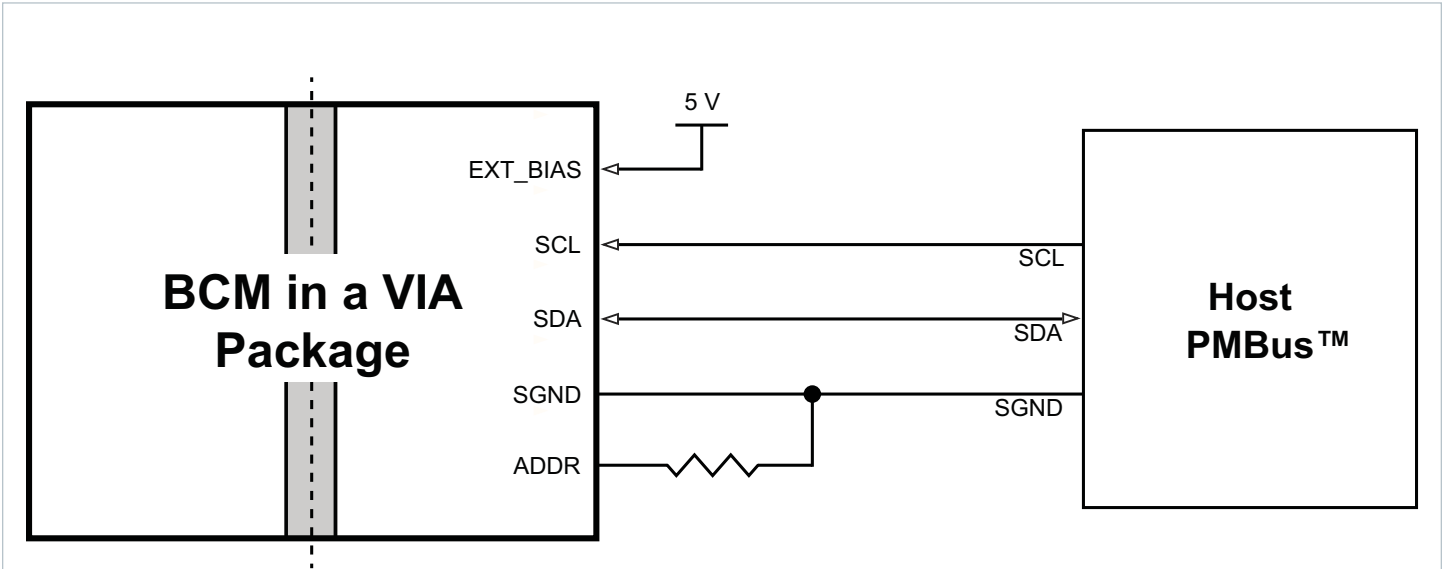 5 V
EXT_BIAS
SCL
SCL
BCM in a VIA
Package
SDA
SDA
Host
PMBus™
SGND
SGND
ADDR